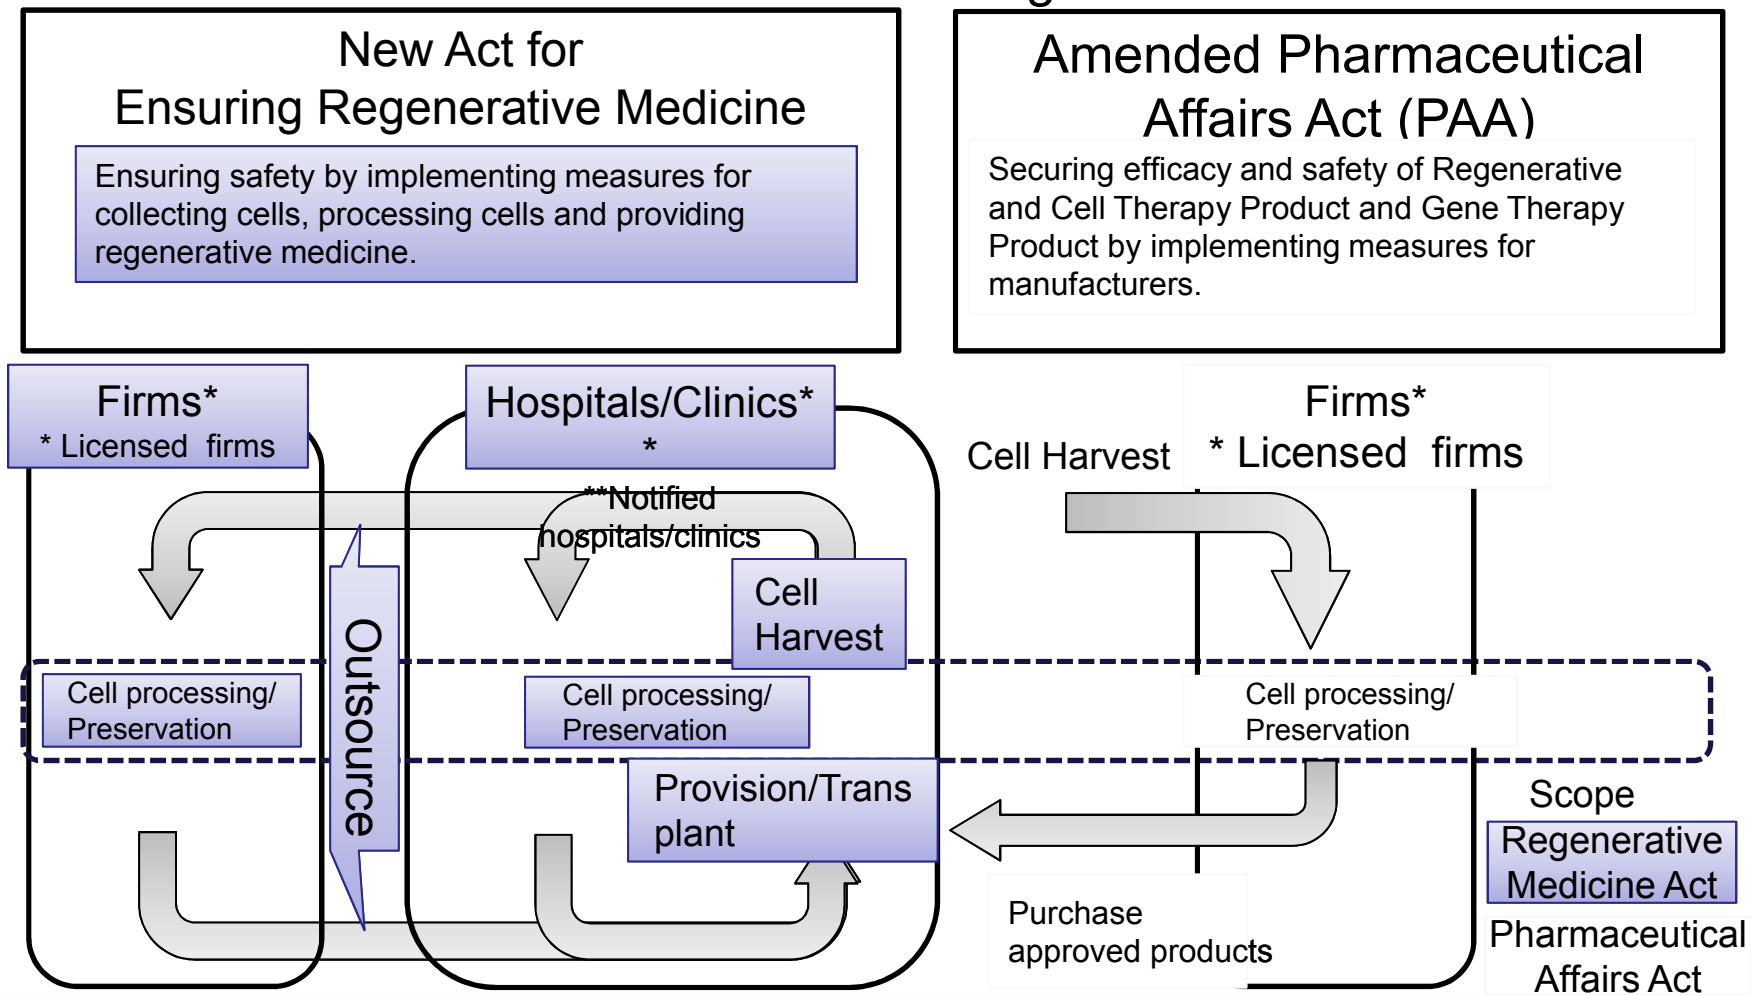 New Act for
Ensuring Regenerative Medicine
Ensuring safety by implementing measures for
collecting cells, processing cells and providing
regenerative medicine.
Amended Pharmaceutical
Affairs Act (PAA)
Securing efficacy and safety of Regenerative
and Cell Therapy Product and Gene Therapy
Product by implementing measures for
manufacturers.
Firms*
* Licensed firms
Hospitals/Clinics*
*
**Notified
hospitals/clinics
Cell Harvest
Firms*
* Licensed firms
Cell
Harvest
Outsource
Cell processing/
Preservation
Cell processing/
Preservation
Cell processing/
Preservation
Provision/Trans
plant
Purchase
approved products
Scope
Regenerative
Medicine Act
Pharmaceutical
Affairs Act